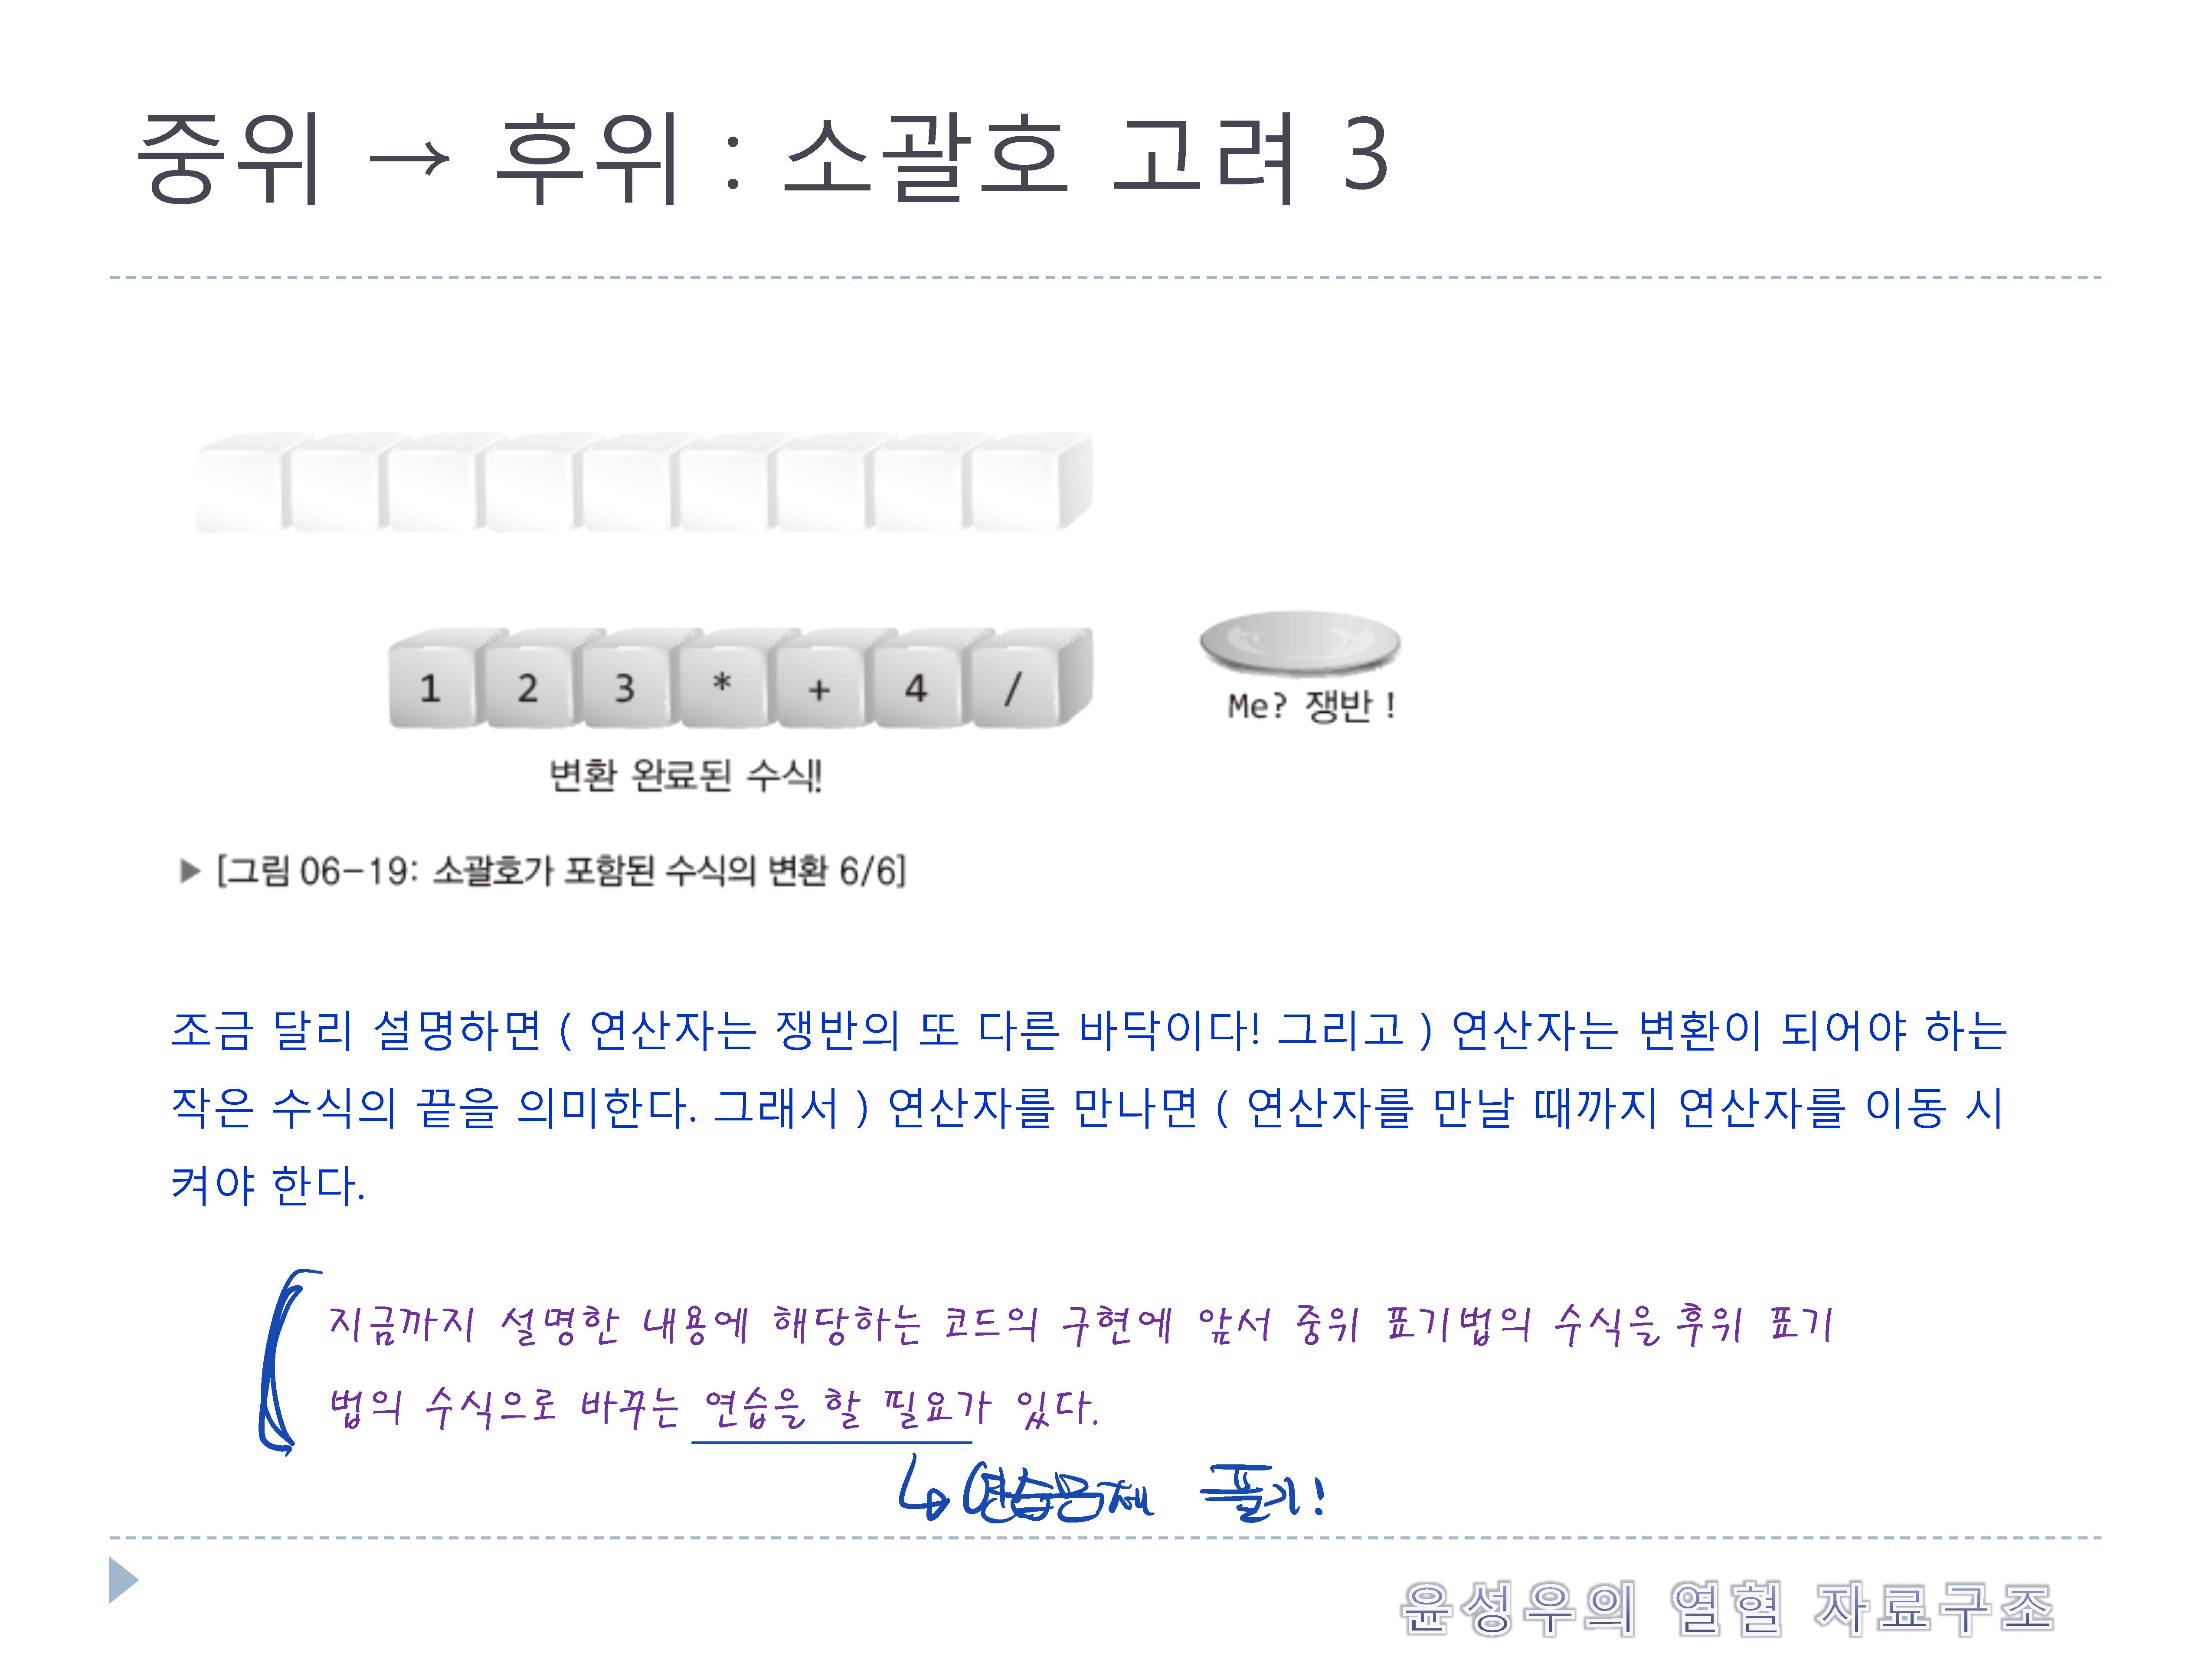 중위 → 후위 : 소괄호 고려 3
1 2 3 * + 4 /
Me? 쟁반 !
변환 완료된 수식!
▶ [그림 06-19: 소괄호가 포함된 수식의 변환 6/6]
조금 달리 설명하면 ( 연산자는 쟁반의 또 다른 바닥이다! 그리고 ) 연산자는 변환이 되어야 하는
작은 수식의 끝을 의미한다. 그래서 ) 연산자를 만나면 ( 연산자를 만날 때까지 연산자를 이동 시
켜야 한다.
지금까지 설명한 내용에 해당하는 코드의 구현에 앞서 중위 표기법의 수식을 후위 표기
법의 수식으로 바꾸는 연습을 할 필요가 있다.
↳ 연습문제 풀기!
윤성우의 열혈 자료구조